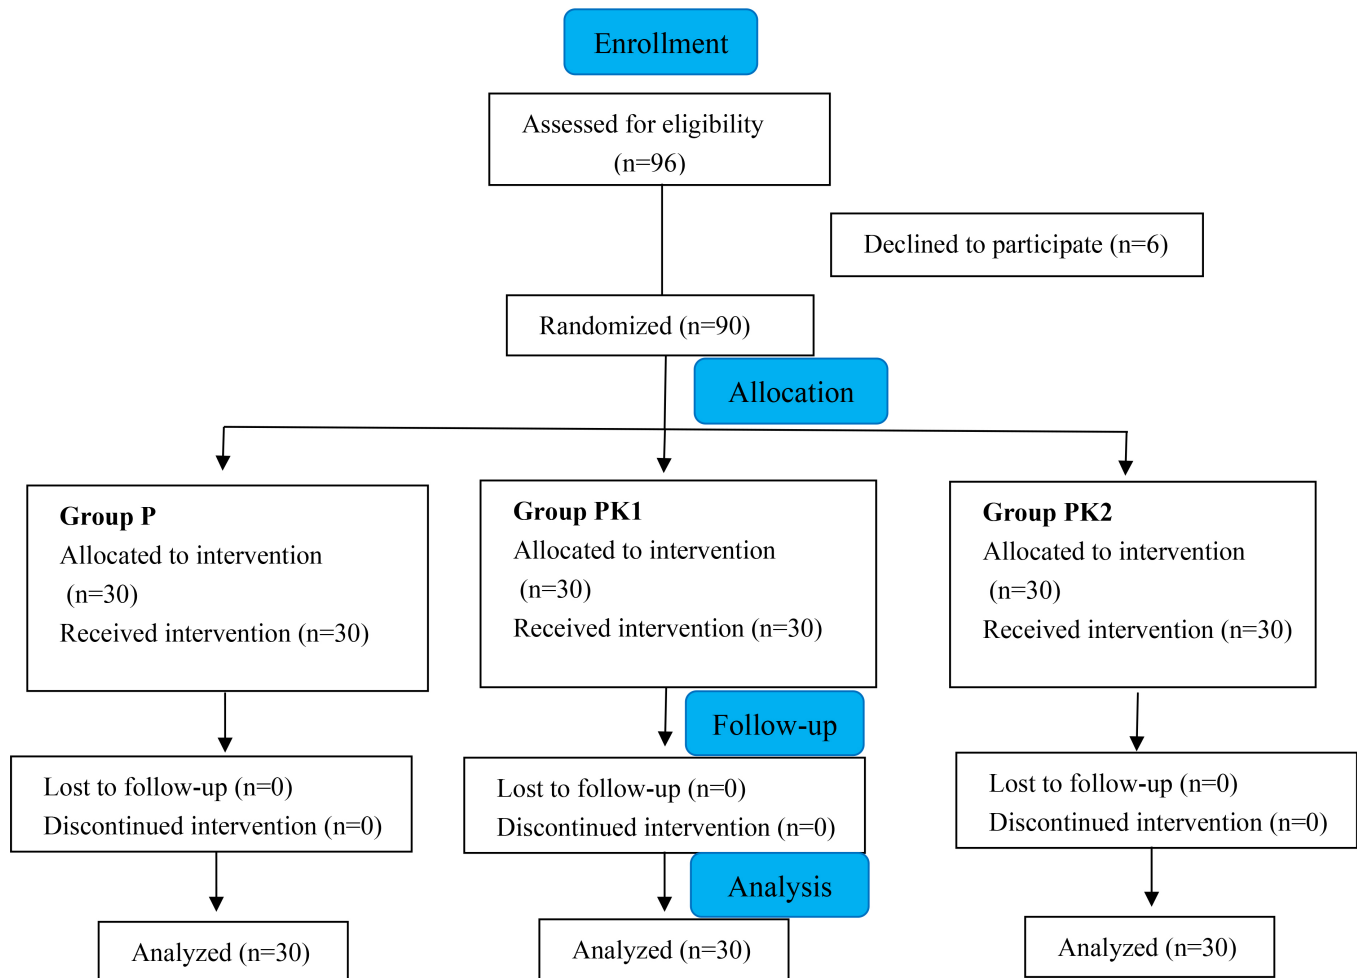 Enrollment
Assessed for eligibility
(n=96)
Declined to participate (n=6)
Randomized (n=90)
Allocation
Group P
Allocated to intervention
(n=30)
Received intervention (n=30)
Group PK1
Allocated to intervention
(n=30)
Received intervention (n=30)
Group PK2
Allocated to intervention
(n=30)
Received intervention (n=30)
Follow-up
Lost to follow-up (n=0)
Discontinued intervention (n=0)
Lost to follow-up (n=0)
Discontinued intervention (n=0)
Lost to follow-up (n=0)
Discontinued intervention (n=0)
Analysis
Analyzed (n=30)
Analyzed (n=30)
Analyzed (n=30)